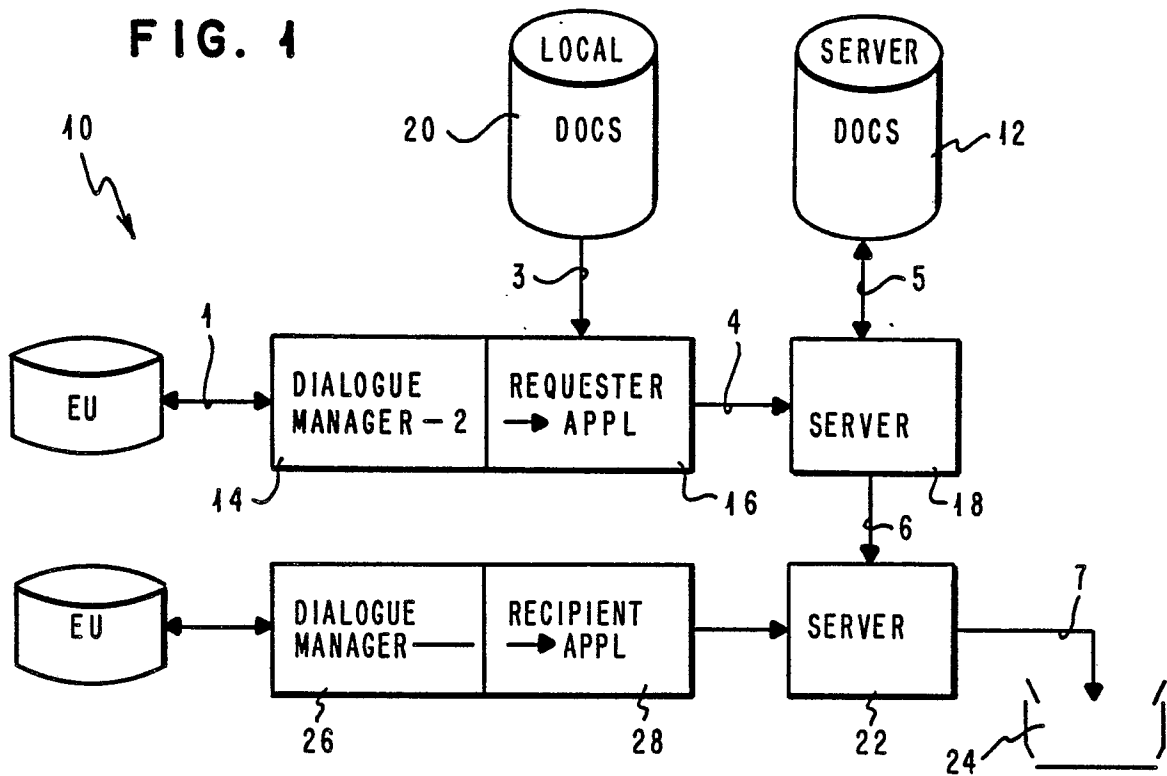 FIG. 1
LOCAL
DOCS
SERVER
DOCS
10
20
12
3
5
1
4
EU
DIALOGUE
MANAGER – 2
REQUESTER
APPL
SERVER
14
16
18
6
7
EU
DIALOGUE
MANAGER
RECIPIENT
APPL
SERVER
26
28
22
24